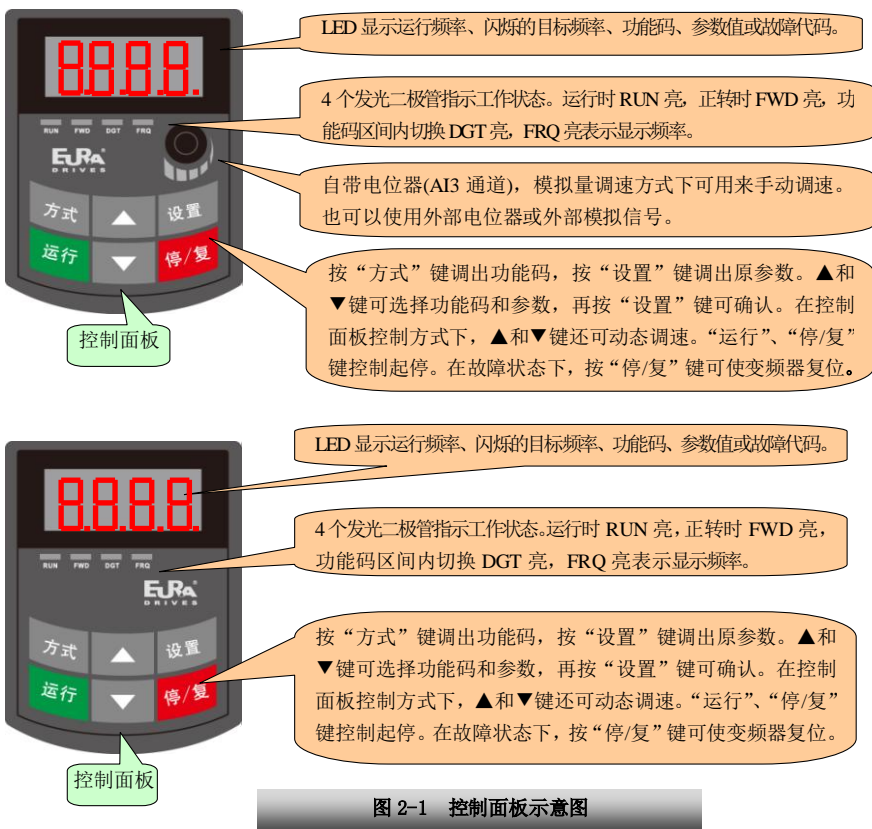 LED 显示运行频率、闪烁的目标频率、功能码、参数值或故障代码。
8.8.8.8.
RUN FWD DGT FRQ
EURA
DRIVES
方式 ▲ 设置
运行 ▼ 停/复
控制面板
4 个发光二极管指示工作状态。运行时 RUN 亮, 正转时 FWD 亮, 功
能码区间内切换 DGT 亮, FRQ 亮表示显示频率。
自带电位器(AI3 通道)，模拟量调速方式下可用来手动调速。
也可以使用外部电位器或外部模拟信号。
按“方式”键调出功能码，按“设置”键调出原参数。▲和
▼键可选择功能码和参数，再按“设置”键可确认。在控制
面板控制方式下，▲和▼键还可动态调速。“运行”、“停/复”
键控制起停。在故障状态下，按“停/复”键可使变频器复位。
LED 显示运行频率、闪烁的目标频率、功能码、参数值或故障代码。
8.8.8.8.
RUN FWD DGT FRQ
EURA
DRIVES
方式 ▲ 设置
运行 ▼ 停/复
控制面板
4 个发光二极管指示工作状态。运行时 RUN 亮，正转时 FWD 亮，
功能码区间内切换 DGT 亮，FRQ 亮表示显示频率。
按“方式”键调出功能码，按“设置”键调出原参数。▲和
▼键可选择功能码和参数，再按“设置”键可确认。在控制
面板控制方式下，▲和▼键还可动态调速。“运行”、“停/复”
键控制起停。在故障状态下，按“停/复”键可使变频器复位。
图 2-1 控制面板示意图